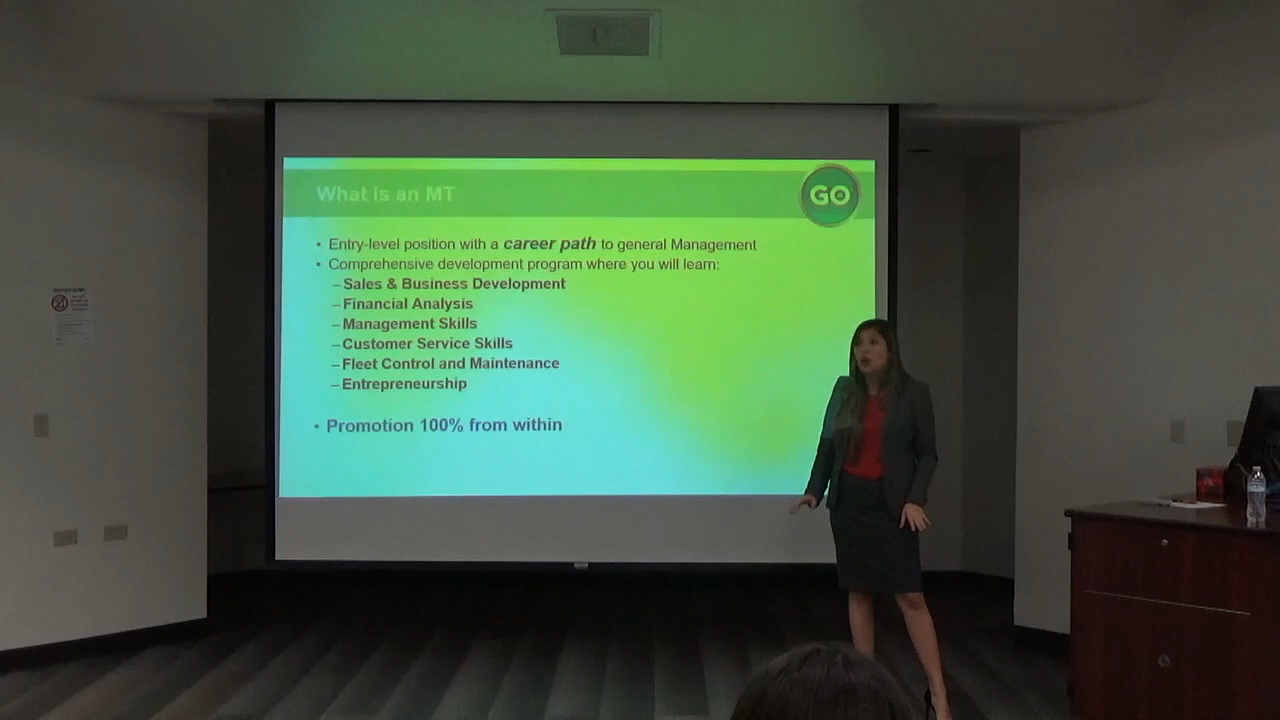 What is an MT
GO
• Entry-level position with a career path to general Management
• Comprehensive development program where you will learn:
– Sales & Business Development
– Financial Analysis
– Management Skills
– Customer Service Skills
– Fleet Control and Maintenance
– Entrepreneurship
• Promotion 100% from within